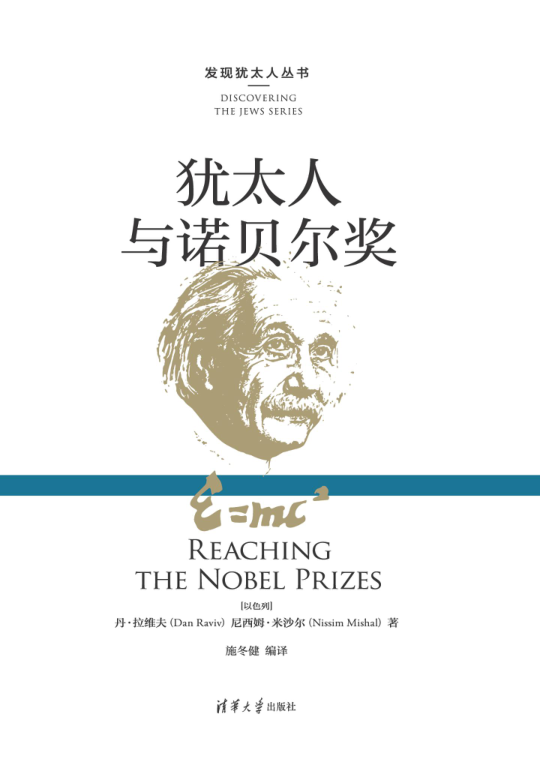 发现犹太人丛书
DISCOVERING
THE JEWS SERIES
犹太人
与诺贝尔奖
E=mc²
REACHING
THE NOBEL PRIZES
[以色列]
丹·拉维夫(Dan Raviv) 尼西姆·米沙尔(Nissim Mishal) 著
施冬健 编译
清华大学出版社